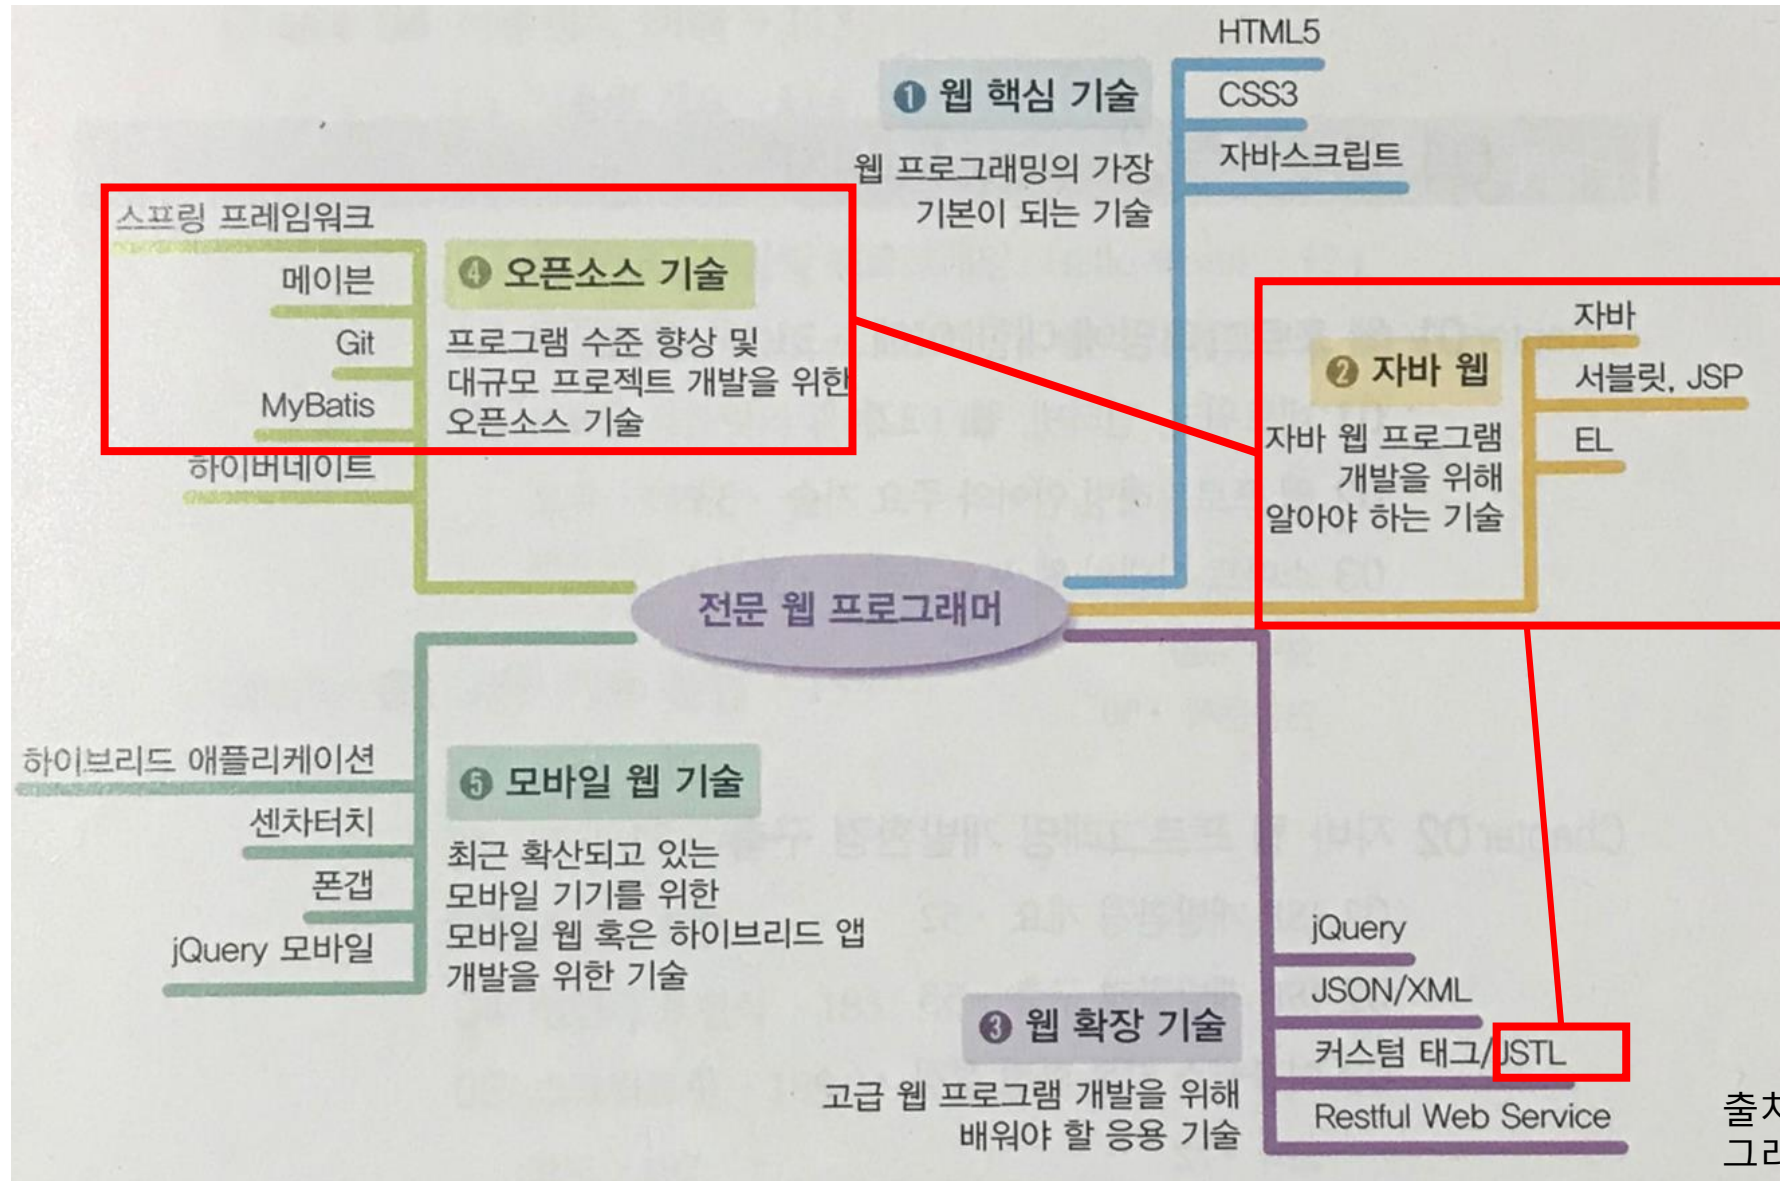 HTML5
❶ 웹 핵심 기술
CSS3
자바스크립트
웹 프로그래밍의 가장
기본이 되는 기술
스프링 프레임워크
❹ 오픈소스 기술
메이븐
Git
MyBatis
하이버네이트
프로그램 수준 향상 및
대규모 프로젝트 개발을 위한
오픈소스 기술
자바
❷ 자바 웹
서블릿, JSP
EL
자바 웹 프로그램
개발을 위해
알아야 하는 기술
전문 웹 프로그래머
하이브리드 애플리케이션
❺ 모바일 웹 기술
센차터치
폰갭
jQuery 모바일
최근 확산되고 있는
모바일 기기를 위한
모바일 웹 혹은 하이브리드 앱
개발을 위한 기술
jQuery
JSON/XML
❸ 웹 확장 기술
커스텀 태그/JSTL
Restful Web Service
고급 웹 프로그램 개발을 위해
배워야 할 응용 기술